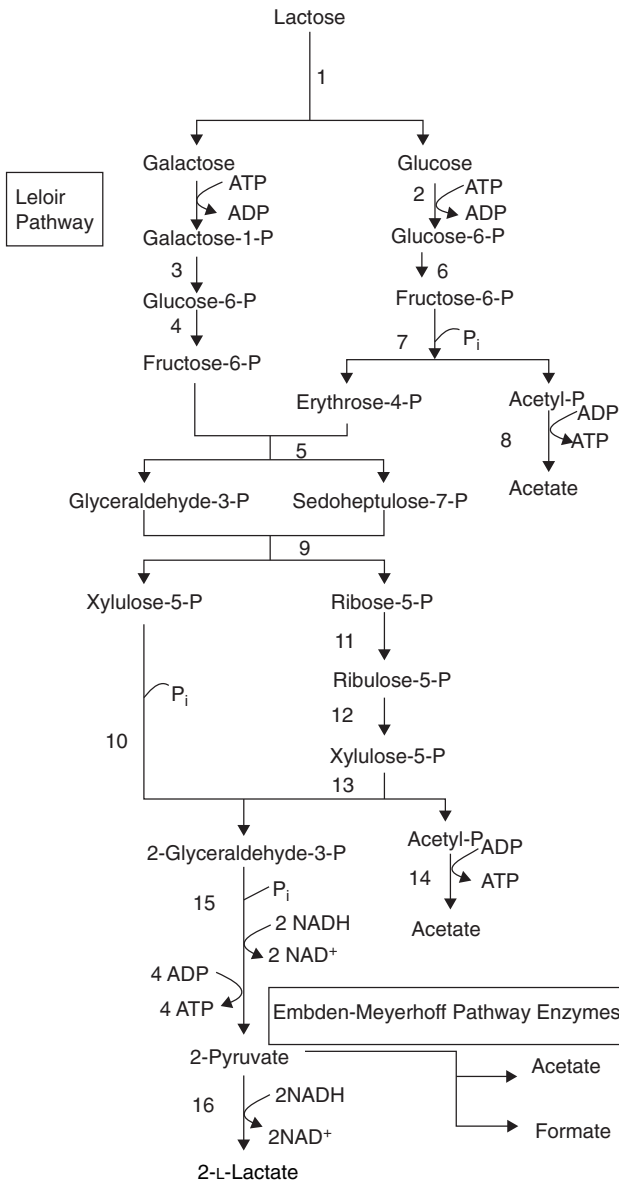 Lactose
1
Galactose
Glucose
Leloir
Pathway
ATP
ADP
2
ATP
ADP
Galactose-1-P
Glucose-6-P
3
6
Glucose-6-P
Fructose-6-P
4
7
Pi
Fructose-6-P
Erythrose-4-P
Acetyl-P
ADP
8
ATP
5
Acetate
Glyceraldehyde-3-P
Sedoheptulose-7-P
9
Xylulose-5-P
Ribose-5-P
11
Pi
Ribulose-5-P
10
12
Xylulose-5-P
13
2-Glyceraldehyde-3-P
Acetyl-P
ADP
14
ATP
15
Pi
Acetate
2 NADH
2 NAD+
4 ADP
4 ATP
Embden-Meyerhoff Pathway Enzymes
2-Pyruvate
Acetate
16
2NADH
2NAD+
Formate
2-L-Lactate